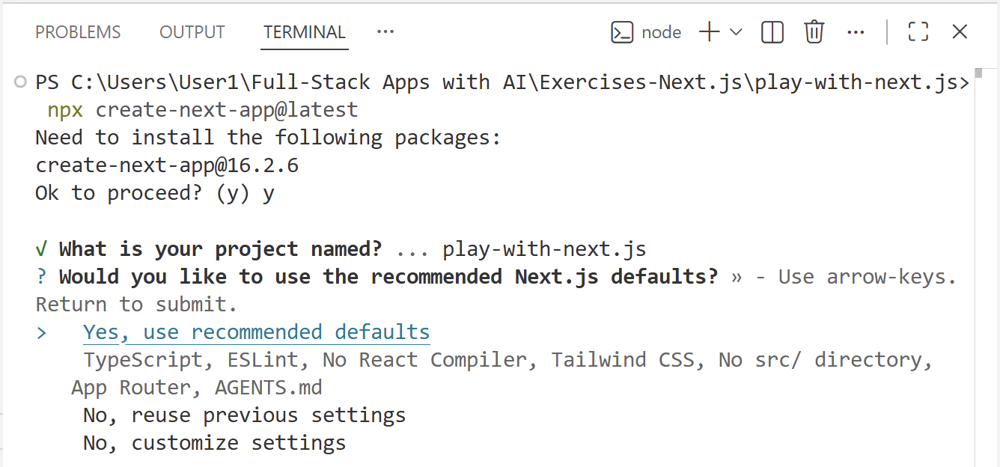 PROBLEMS OUTPUT TERMINAL ... node
PS C:\Users\User1\Full-Stack Apps with AI\Exercises-Next.js\play-with-next.js>
npx create-next-app@latest
Need to install the following packages:
create-next-app@16.2.6
Ok to proceed? (y) y
√ What is your project named? ... play-with-next.js
? Would you like to use the recommended Next.js defaults? » - Use arrow-keys.
Return to submit.
> Yes, use recommended defaults
TypeScript, ESLint, No React Compiler, Tailwind CSS, No src/ directory,
App Router, AGENTS.md
No, reuse previous settings
No, customize settings